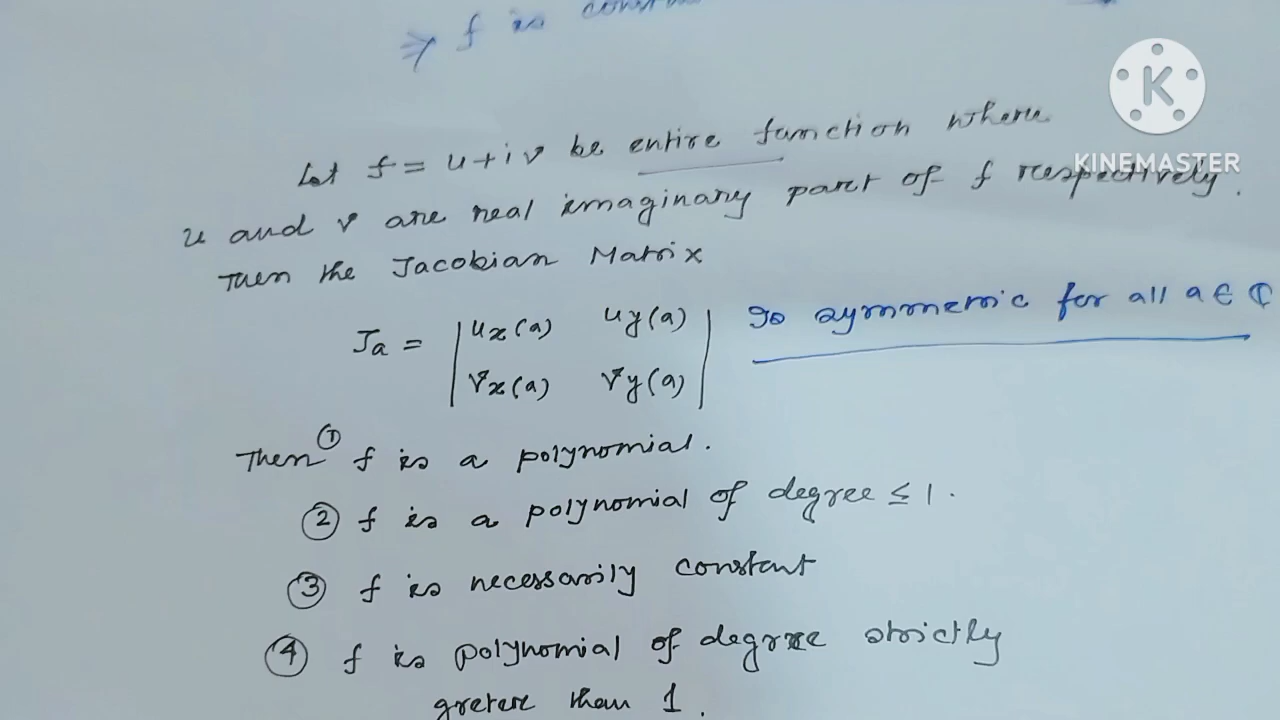 ⇒ f is
K
KINEMASTER
Let f = u + i v be entire function where
u and v are real imaginary part of f respectively.
Then the Jacobian Matrix
Ja = | ux(a) uy(a) | Is symmetric for all a ∈ ℂ
| vx(a) vy(a) |
Then ① f is a polynomial.
② f is a polynomial of degree ≤ 1.
③ f is necessarily constant
④ f is polynomial of degree strictly
greter than 1.